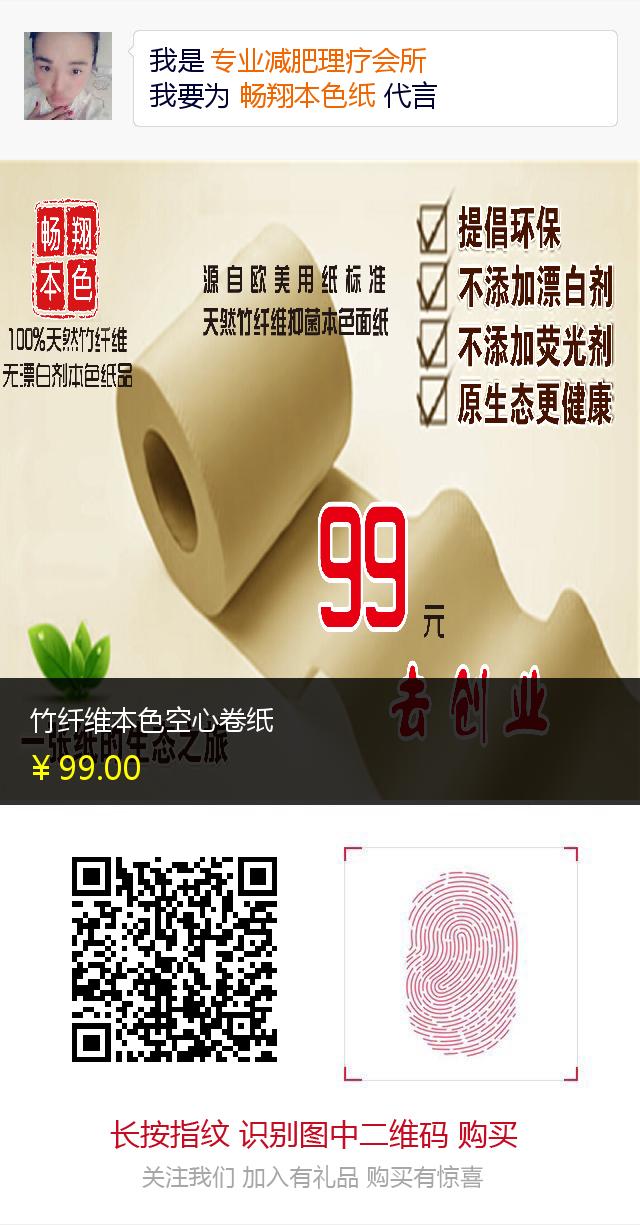 我是 专业减肥理疗会所
我要为 畅翔本色纸 代言
畅翔
本色
100%天然竹纤维
无漂白剂本色纸品
源自欧美用纸标准
天然竹纤维抑菌本色面纸
提倡环保
不添加漂白剂
不添加荧光剂
原生态更健康
99元
去创业
竹纤维本色空心卷纸
一张纸的生态之旅
￥99.00
长按指纹 识别图中二维码 购买
关注我们 加入有礼品 购买有惊喜